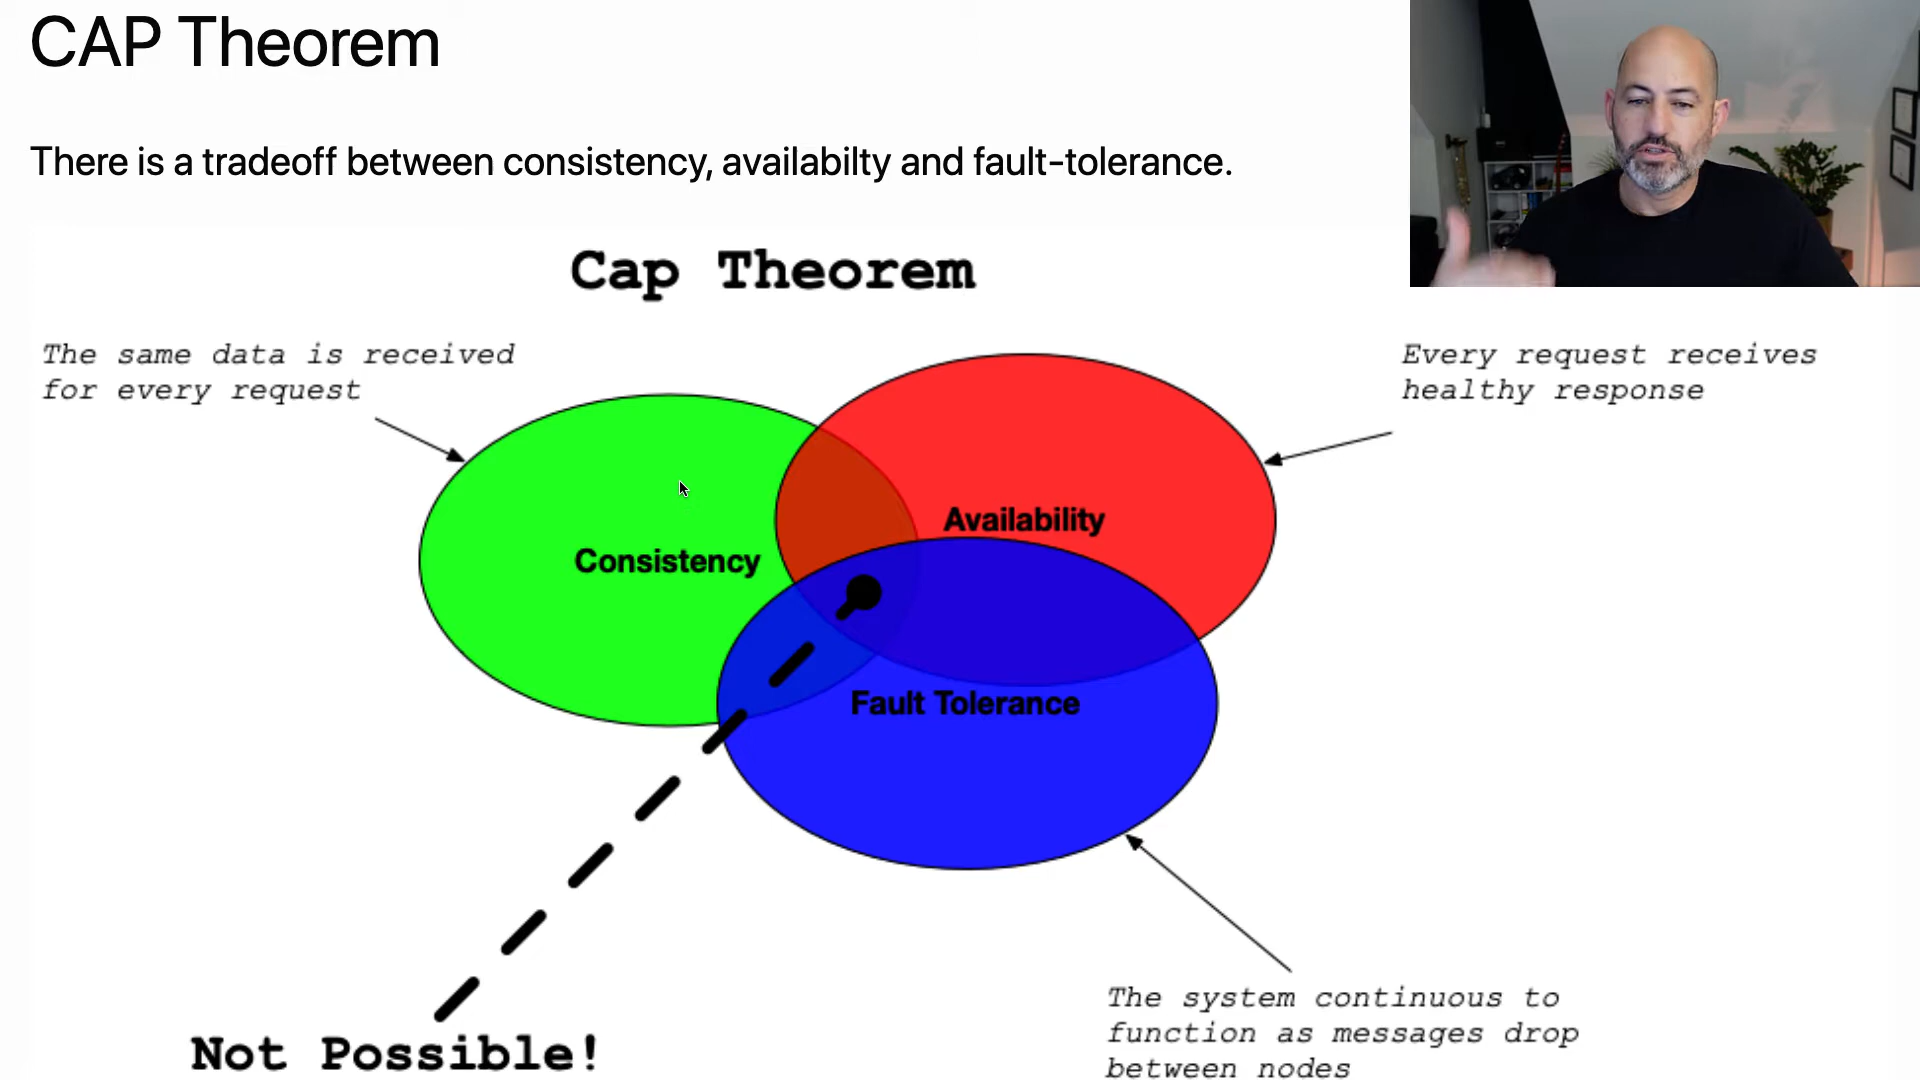 CAP Theorem
There is a tradeoff between consistency, availabilty and fault-tolerance.
Cap Theorem
The same data is received
for every request
Every request receives
healthy response
Availability
Consistency
Fault Tolerance
The system continuous to
function as messages drop
between nodes
Not Possible!